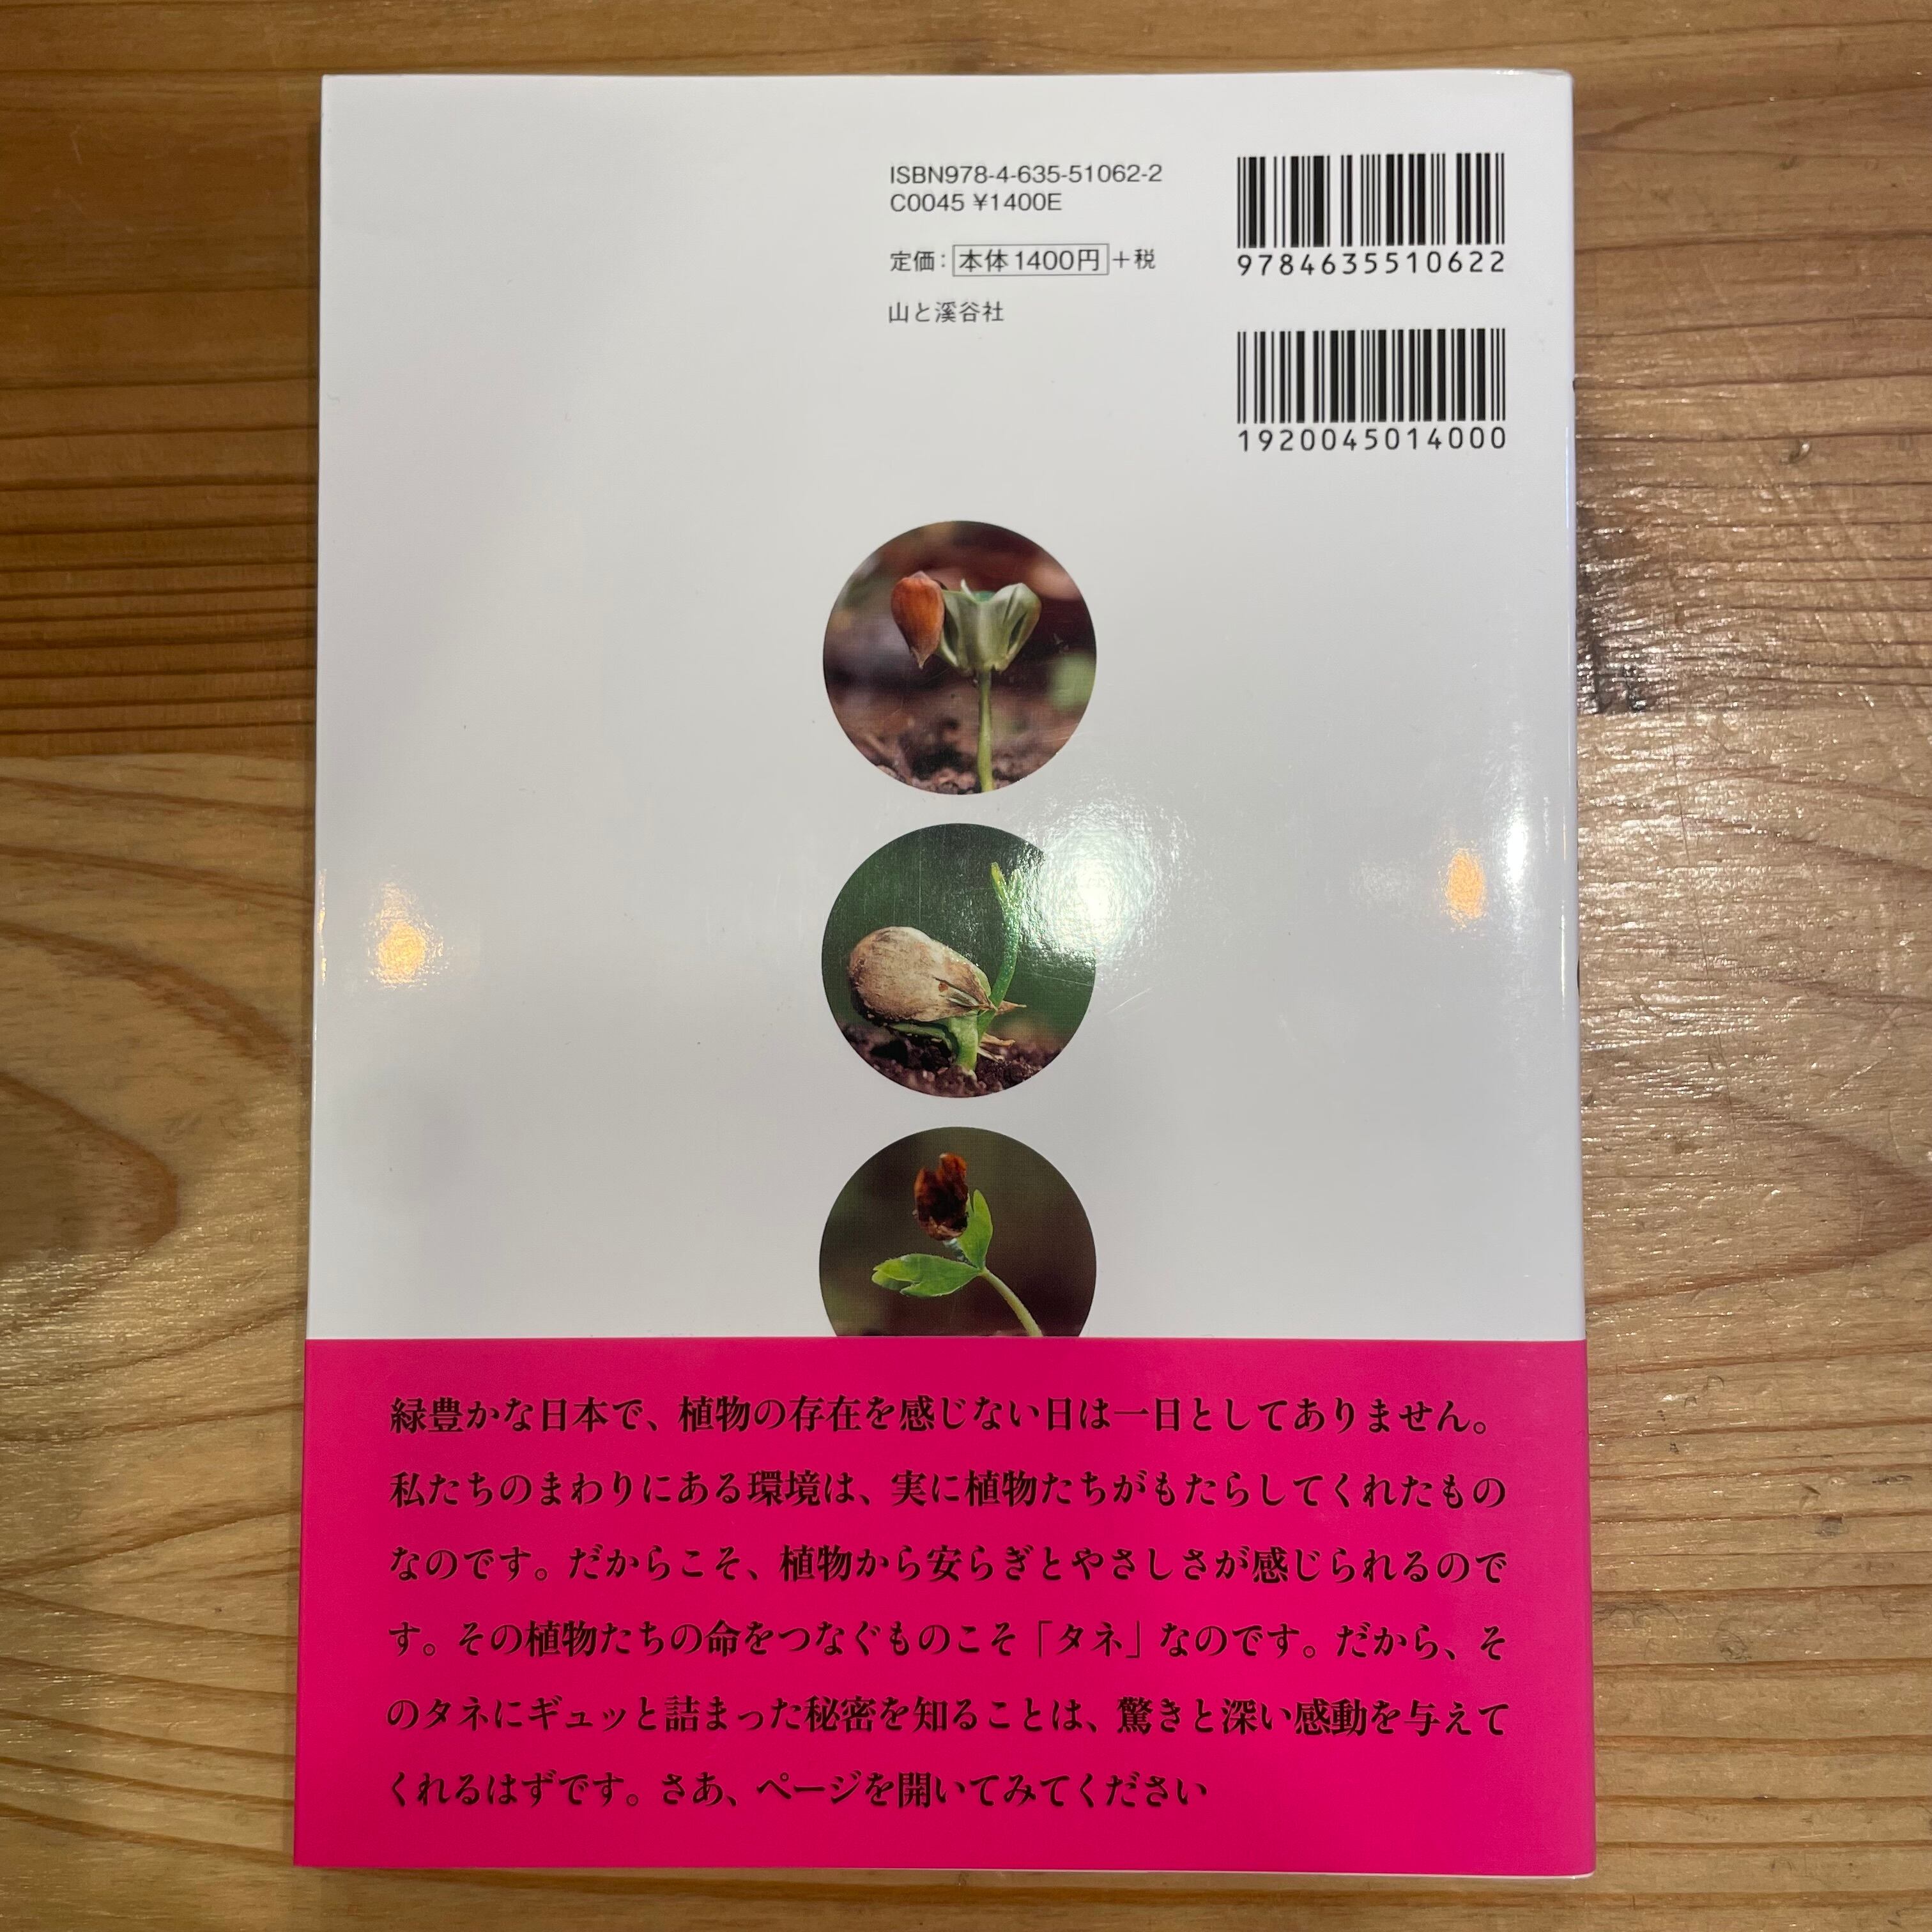 ISBN978-4-635-51062-2
C0045 ¥1400E
定価：本体1400円＋税
山と溪谷社
9784635510622
1920045014000
緑豊かな日本で、植物の存在を感じない日は一日としてありません。
私たちのまわりにある環境は、実に植物たちがもたらしてくれたもの
なのです。だからこそ、植物から安らぎとやさしさが感じられるので
す。その植物たちの命をつなぐものこそ「タネ」なのです。だから、そ
のタネにギュッと詰まった秘密を知ることは、驚きと深い感動を与えて
くれるはずです。さあ、ページを開いてみてください